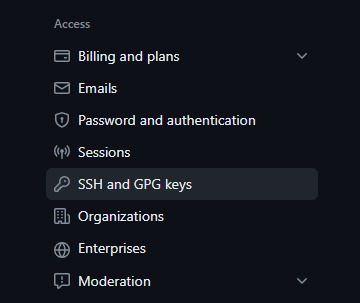 Access
Billing and plans
Emails
Password and authentication
Sessions
SSH and GPG keys
Organizations
Enterprises
Moderation